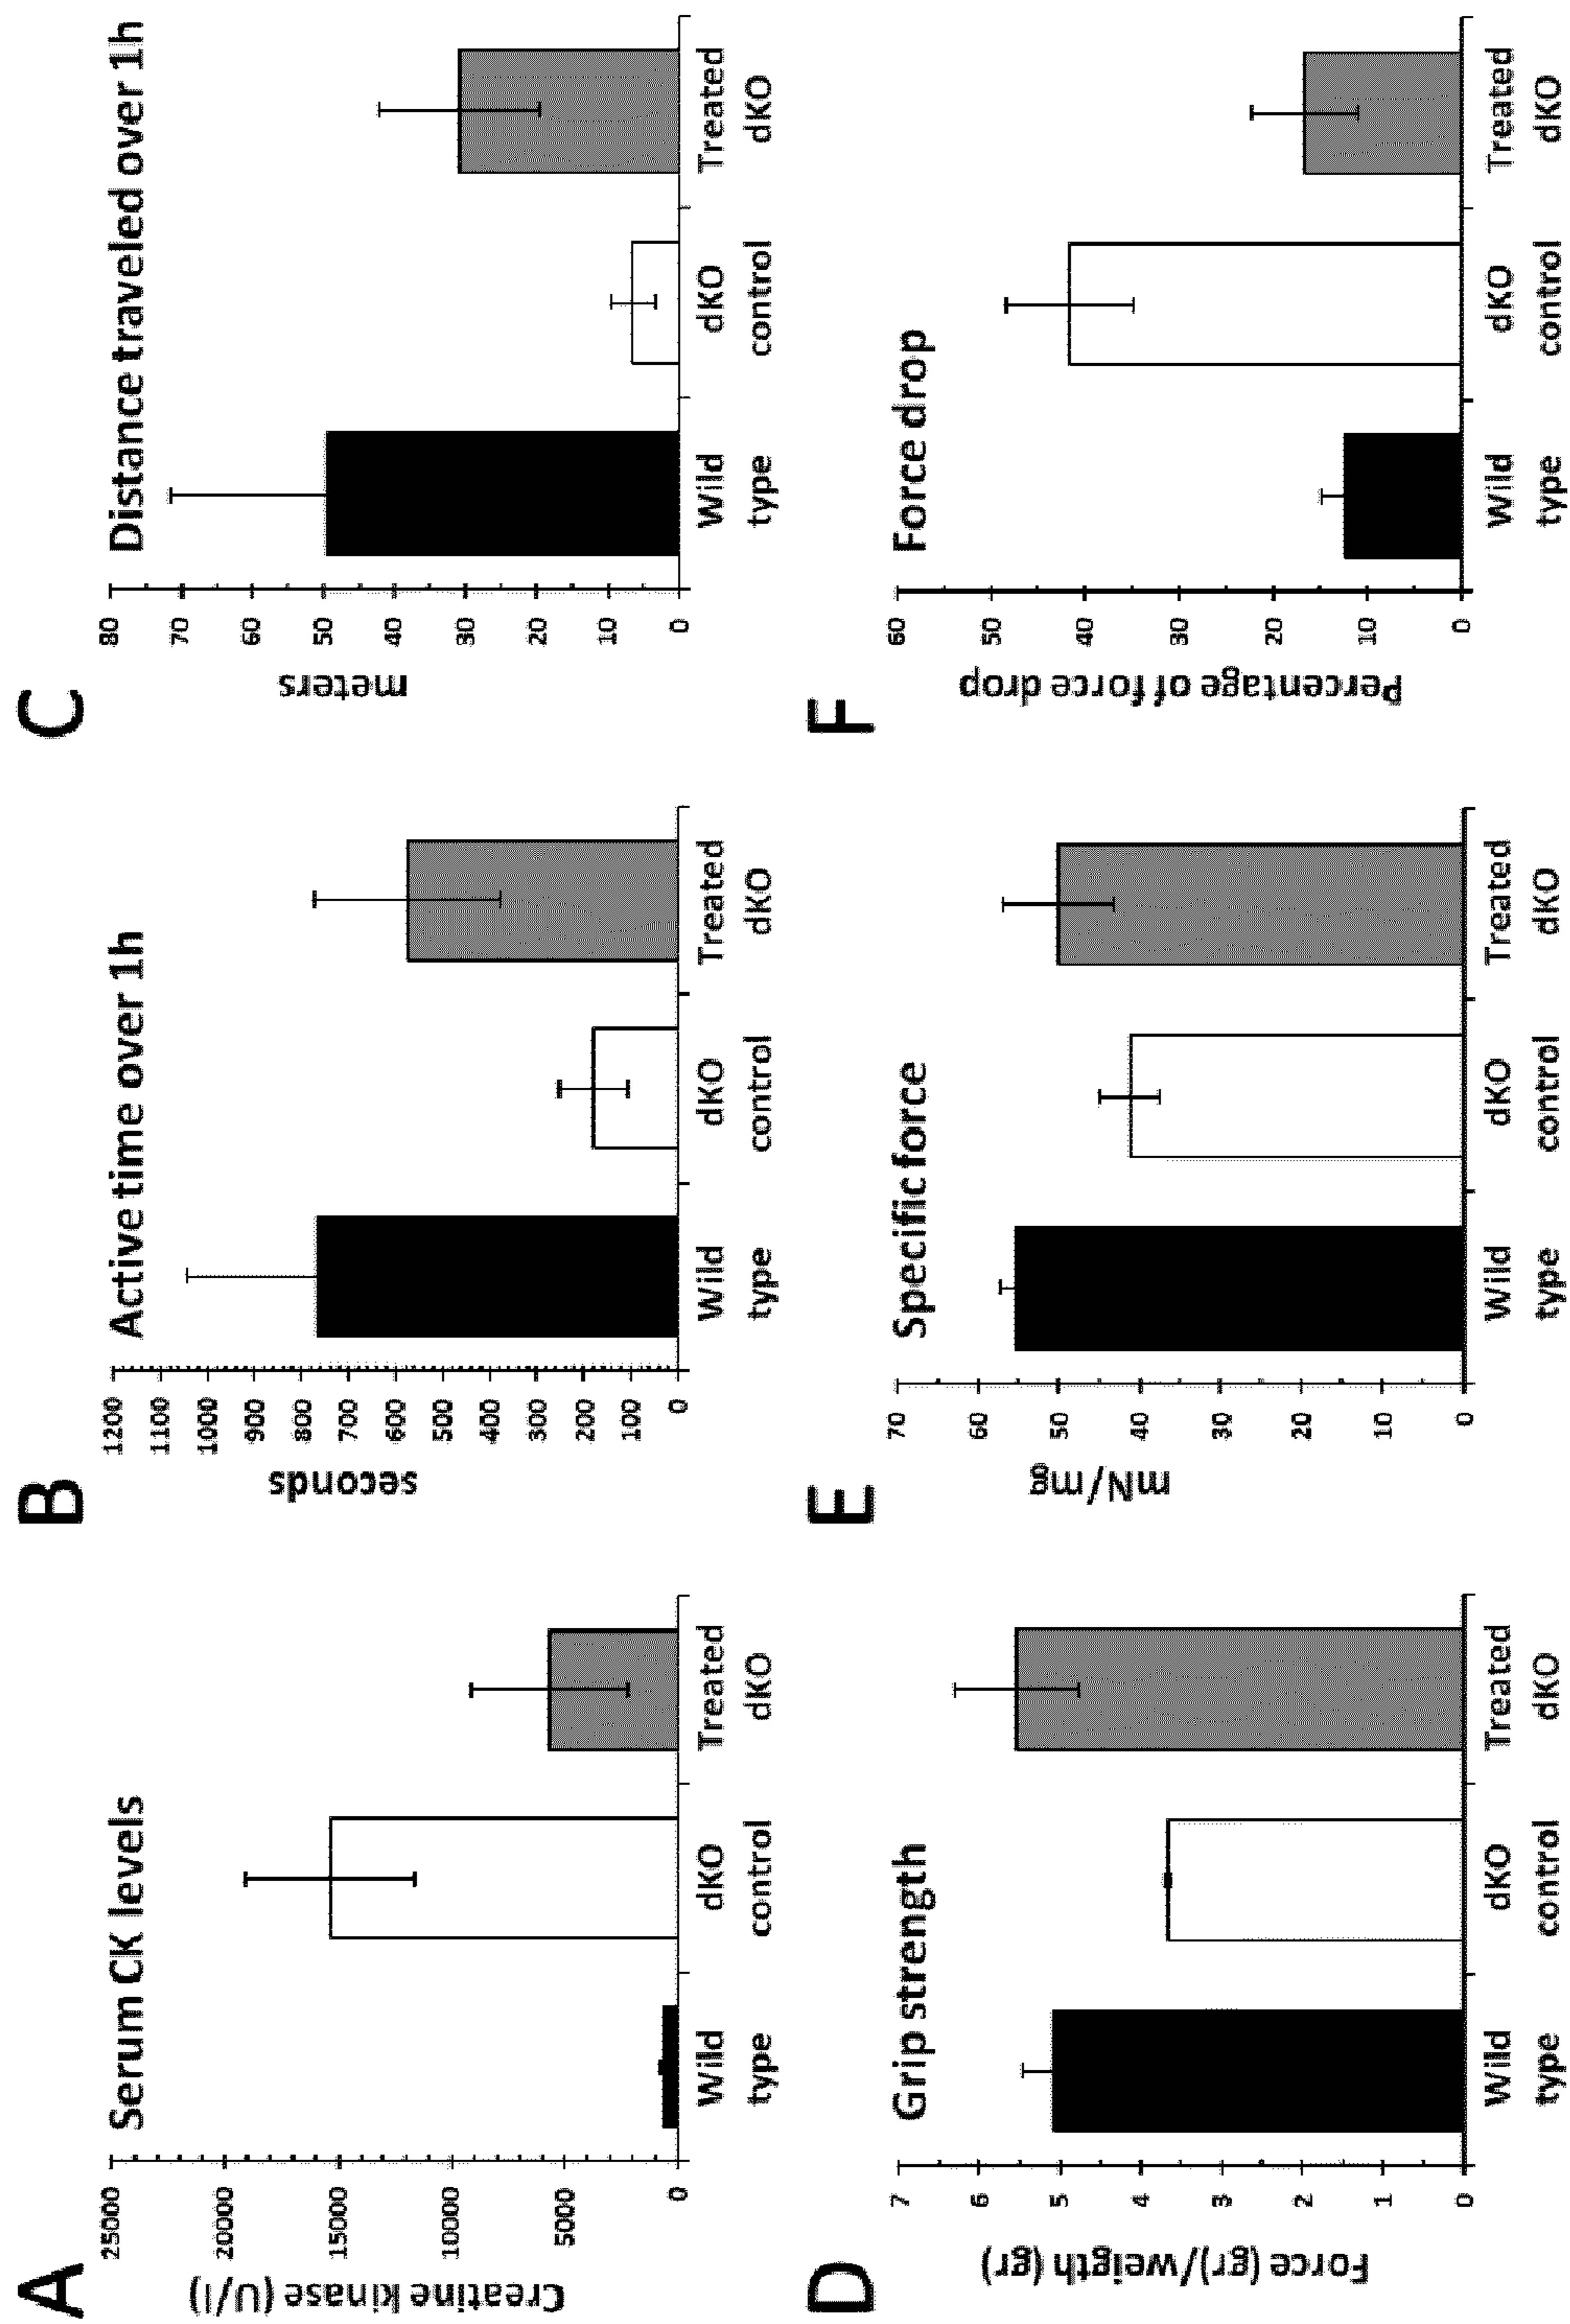 A
Serum CK levels
Creatine kinase (U/l)
25000
20000
15000
10000
5000
0
Wild type
dKO control
Treated dKO
B
Active time over 1h
seconds
1200
1100
1000
900
800
700
600
500
400
300
200
100
0
Wild type
dKO control
Treated dKO
C
Distance traveled over 1h
meters
80
70
60
50
40
30
20
10
0
Wild type
dKO control
Treated dKO
D
Grip strength
Force (gr)/weigth (gr)
7
6
5
4
3
2
1
0
Wild type
dKO control
Treated dKO
E
Specific force
mN/mg
70
60
50
40
30
20
10
0
Wild type
dKO control
Treated dKO
F
Force drop
Percentage of force drop
60
50
40
30
20
10
0
Wild type
dKO control
Treated dKO